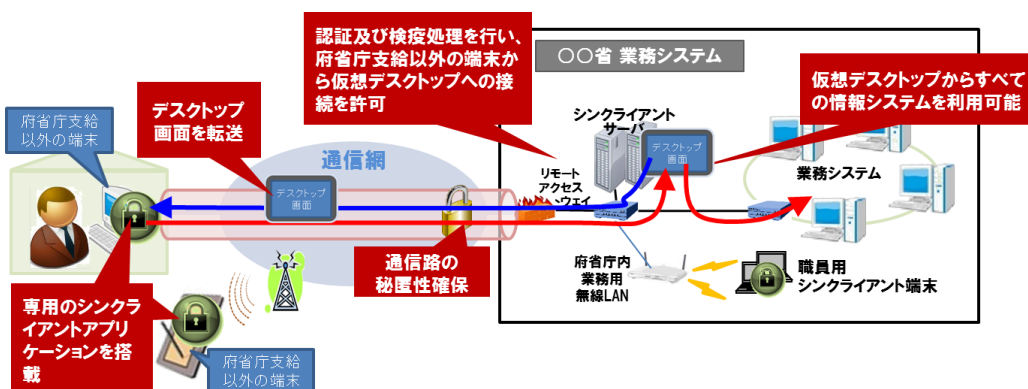 認証及び検疫処理を行い、
府省庁支給以外の端末か
ら仮想デスクトップへの接
続を許可
〇〇省 業務システム
仮想デスクトップからすべて
の情報システムを利用可能
デスクトップ
画面を転送
府省庁支給
以外の端末
シンクライアント
サーバ
デスクトップ
画面
通信網
リモート
アクセス
ウェイ
業務システム
デスクトップ
画面
通信路の
秘匿性確保
府省庁内
業務用
無線LAN
職員用
シンクライアント端末
専用のシンク
ライアントアプリ
ケーションを搭
載
府省庁支給
以外の端末